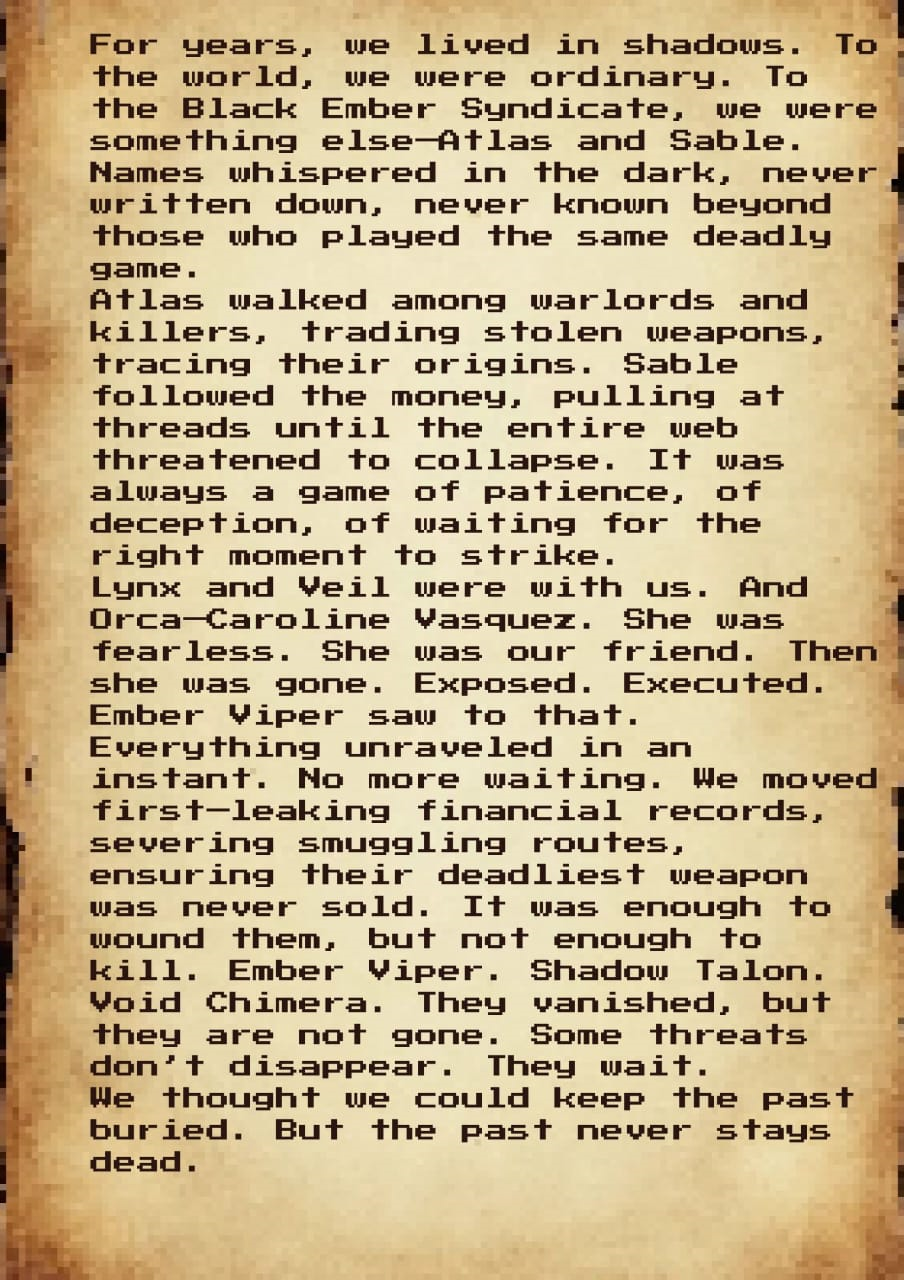 For years, we lived in shadows. To
the world, we were ordinary. To
the Black Ember Syndicate, we were
something else—Atlas and Sable.
Names whispered in the dark, never
written down, never known beyond
those who played the same deadly
game.
Atlas walked among warlords and
killers, trading stolen weapons,
tracing their origins. Sable
followed the money, pulling at
threads until the entire web
threatened to collapse. It was
always a game of patience, of
deception, of waiting for the
right moment to strike.
Lynx and Veil were with us. And
Orca—Caroline Vasquez. She was
fearless. She was our friend. Then
she was gone. Exposed. Executed.
Ember Viper saw to that.
Everything unraveled in an
instant. No more waiting. We moved
first—leaking financial records,
severing smuggling routes,
ensuring their deadliest weapon
was never sold. It was enough to
wound them, but not enough to
kill. Ember Viper. Shadow Talon.
Void Chimera. They vanished, but
they are not gone. Some threats
don't disappear. They wait.
We thought we could keep the past
buried. But the past never stays
dead.